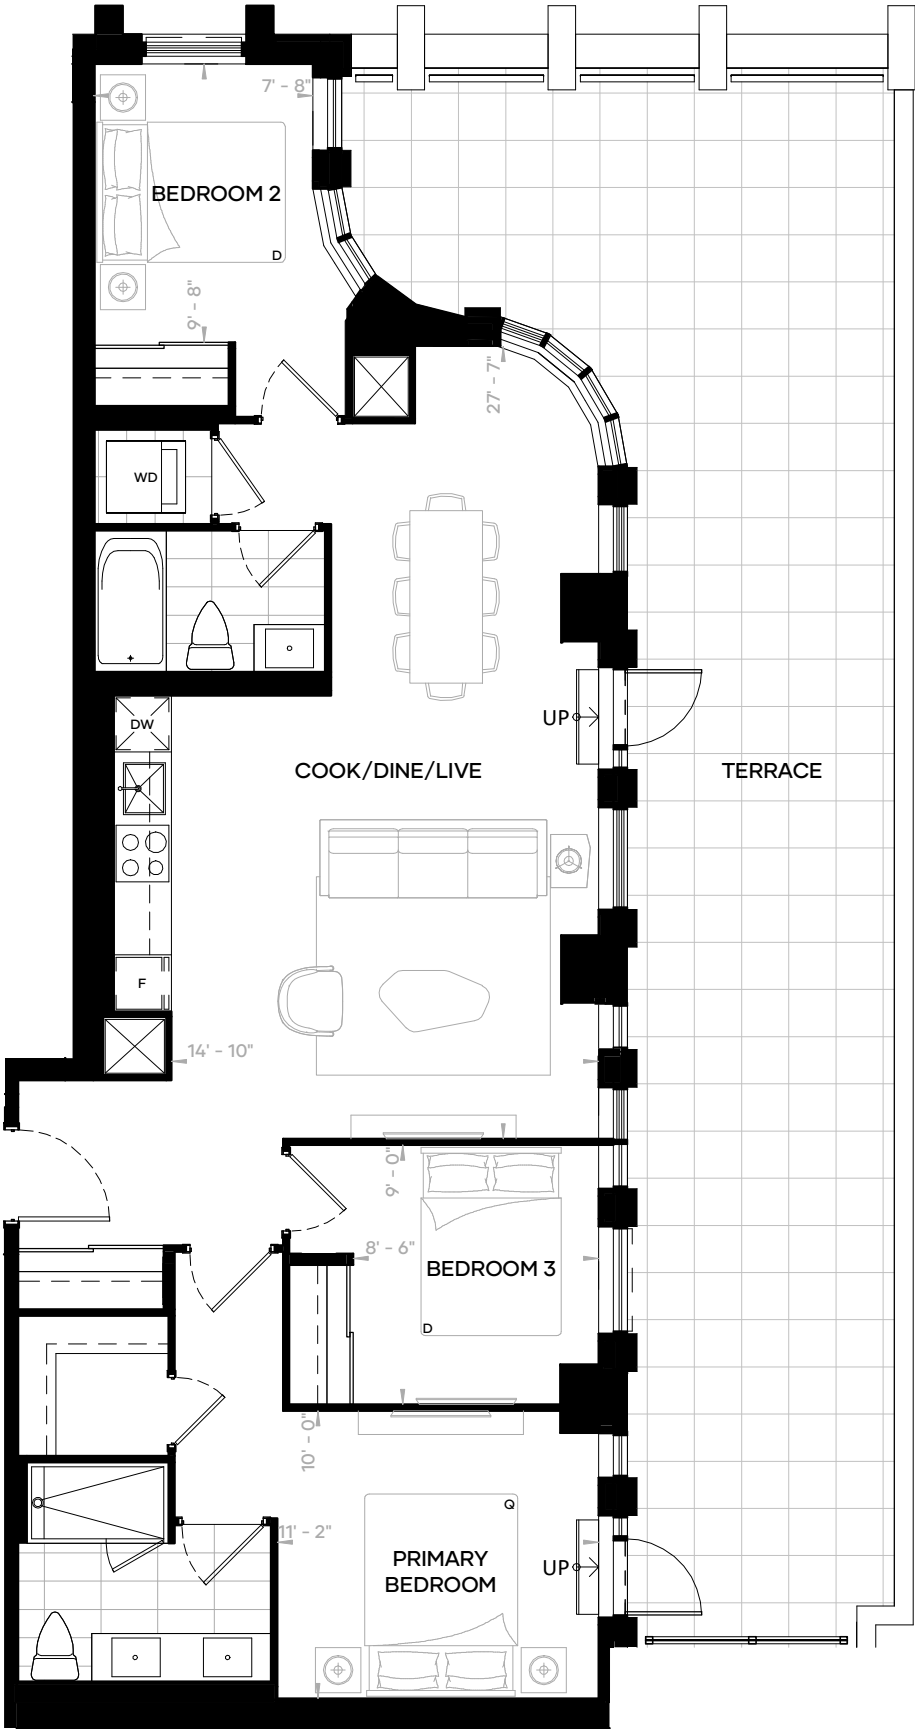 7' - 8"
BEDROOM 2
D
9' - 8"
27' - 7"
WD
DW
UP
COOK/DINE/LIVE
TERRACE
F
14' - 10"
9' - 0"
8' - 6"
BEDROOM 3
D
10' - 0"
Q
11' - 2"
PRIMARY
BEDROOM
UP